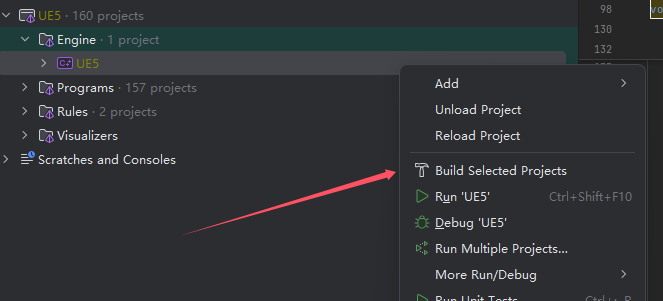 UE5 · 160 projects
Engine · 1 project
C#
UE5
Programs · 157 projects
Rules · 2 projects
Visualizers
Scratches and Consoles
98
vo
130
132
Add
Unload Project
Reload Project
Build Selected Projects
Run 'UE5' Ctrl+Shift+F10
Debug 'UE5'
Run Multiple Projects...
More Run/Debug
Run Unit Tests